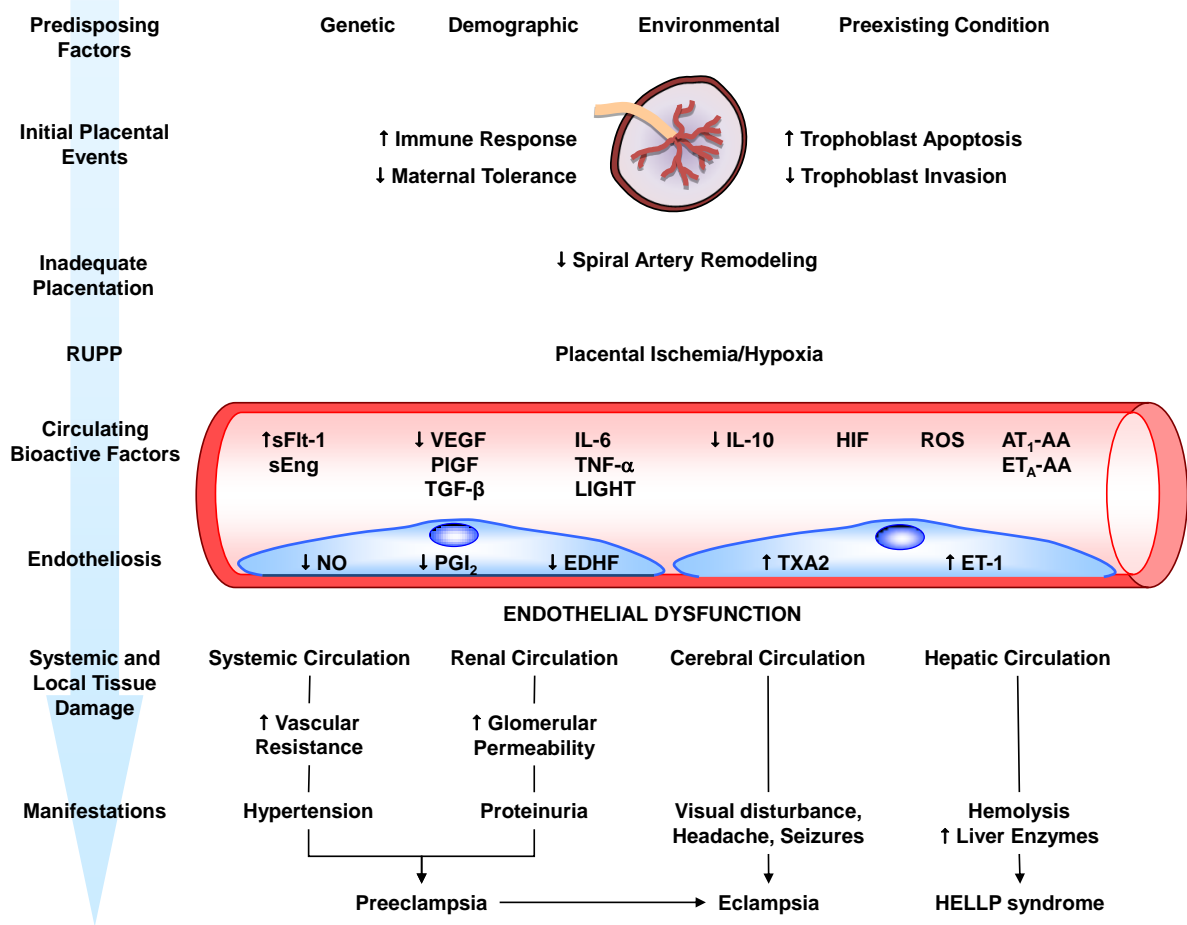 Predisposing
Factors
Genetic Demographic Environmental Preexisting Condition
Initial Placental
Events
↑ Immune Response
↓ Maternal Tolerance
↑ Trophoblast Apoptosis
↓ Trophoblast Invasion
Inadequate
Placentation
↓ Spiral Artery Remodeling
RUPP
Placental Ischemia/Hypoxia
Circulating
Bioactive Factors
↑sFlt-1
sEng
↓ VEGF
PlGF
TGF-β
IL-6
TNF-α
LIGHT
↓ IL-10
HIF
ROS
AT₁-AA
ET_A-AA
Endotheliosis
↓ NO ↓ PGI₂ ↓ EDHF ↑ TXA2 ↑ ET-1
ENDOTHELIAL DYSFUNCTION
Systemic and
Local Tissue
Damage
Systemic Circulation Renal Circulation Cerebral Circulation Hepatic Circulation
↑ Vascular
Resistance
↑ Glomerular
Permeability
Manifestations
Hypertension
Proteinuria
Visual disturbance,
Headache, Seizures
Hemolysis
↑ Liver Enzymes
Preeclampsia Eclampsia HELLP syndrome